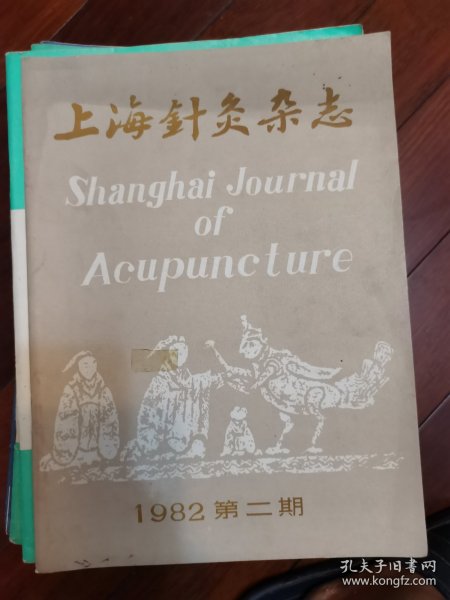 上海針灸杂志
Shanghai Journal
of
Acupuncture
1982 第二期
孔夫子旧书网
www.kongfz.com